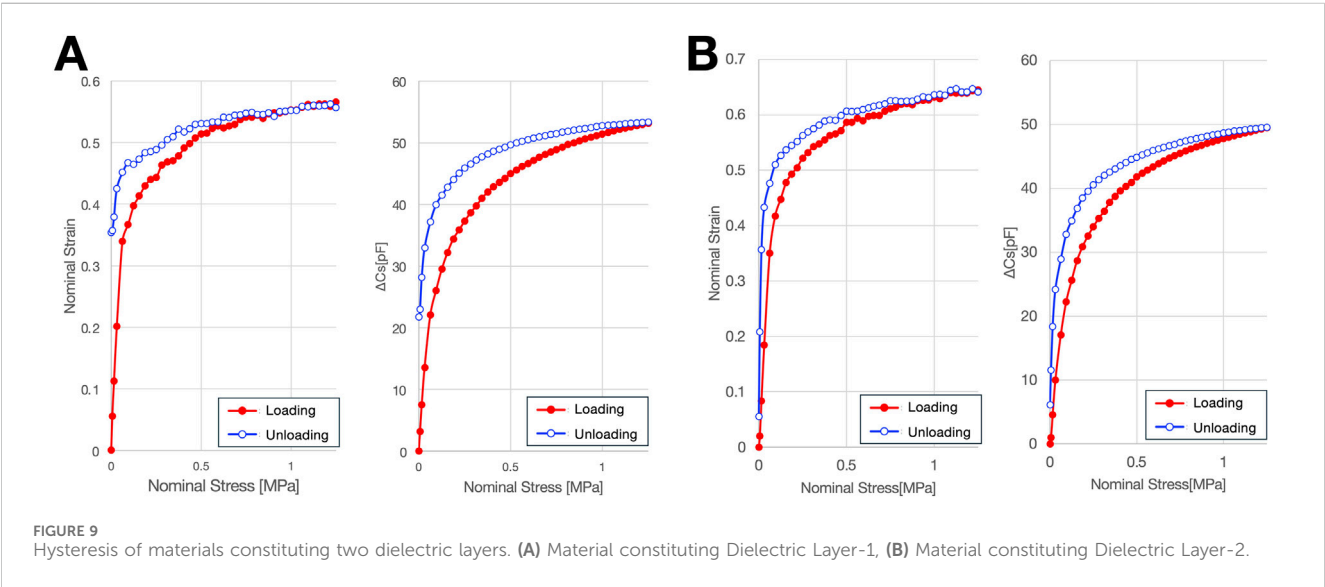 A
B
0.6
0.5
0.4
0.3
0.2
0.1
0
Nominal Strain
0
0.5
1
Nominal Stress [MPa]
Loading
Unloading
60
50
40
30
20
10
0
ΔCs[pF]
0
0.5
1
Nominal Stress [MPa]
Loading
Unloading
0.7
0.6
0.5
0.4
0.3
0.2
0.1
0
Nominal Strain
0
0.5
1
Nominal Stress[MPa]
Loading
Unloading
60
50
40
30
20
10
0
ΔCs[pF]
0
0.5
1
Nominal Stress[MPa]
Loading
Unloading
FIGURE 9
Hysteresis of materials constituting two dielectric layers. (A) Material constituting Dielectric Layer-1, (B) Material constituting Dielectric Layer-2.